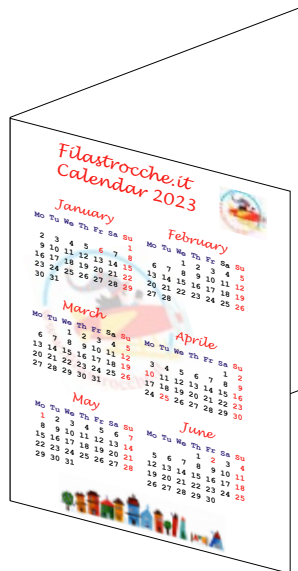 Filastrocche.it
Calendar 2023
January
Mo Tu We Th Fr Sa Su
1
2 3 4 5 6 7 8
9 10 11 12 13 14 15
16 17 18 19 20 21 22
23 24 25 26 27 28 29
30 31
February
Mo Tu We Th Fr Sa Su
1 2 3 4 5
6 7 8 9 10 11 12
13 14 15 16 17 18 19
20 21 22 23 24 25 26
27 28
March
Mo Tu We Th Fr Sa Su
1 2 3 4 5
6 7 8 9 10 11 12
13 14 15 16 17 18 19
20 21 22 23 24 25 26
27 28 29 30 31
Aprile
Mo Tu We Th Fr Sa Su
1 2
3 4 5 6 7 8 9
10 11 12 13 14 15 16
17 18 19 20 21 22 23
24 25 26 27 28 29 30
May
Mo Tu We Th Fr Sa Su
1 2 3 4 5 6 7
8 9 10 11 12 13 14
15 16 17 18 19 20 21
22 23 24 25 26 27 28
29 30 31
June
Mo Tu We Th Fr Sa Su
1 2 3 4
5 6 7 8 9 10 11
12 13 14 15 16 17 18
19 20 21 22 23 24 25
26 27 28 29 30